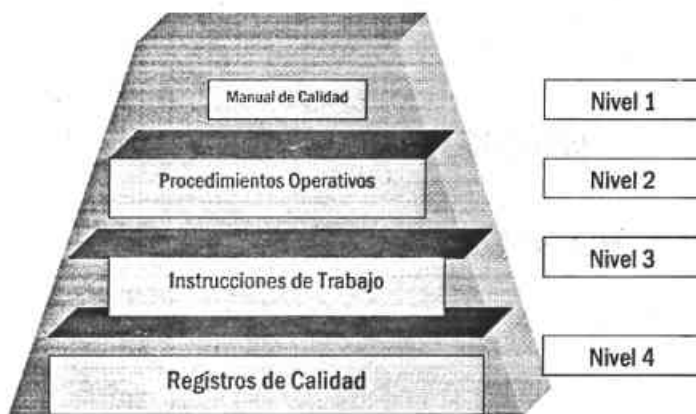 Manual de Calidad
Nivel 1
Procedimientos Operativos
Nivel 2
Instrucciones de Trabajo
Nivel 3
Registros de Calidad
Nivel 4